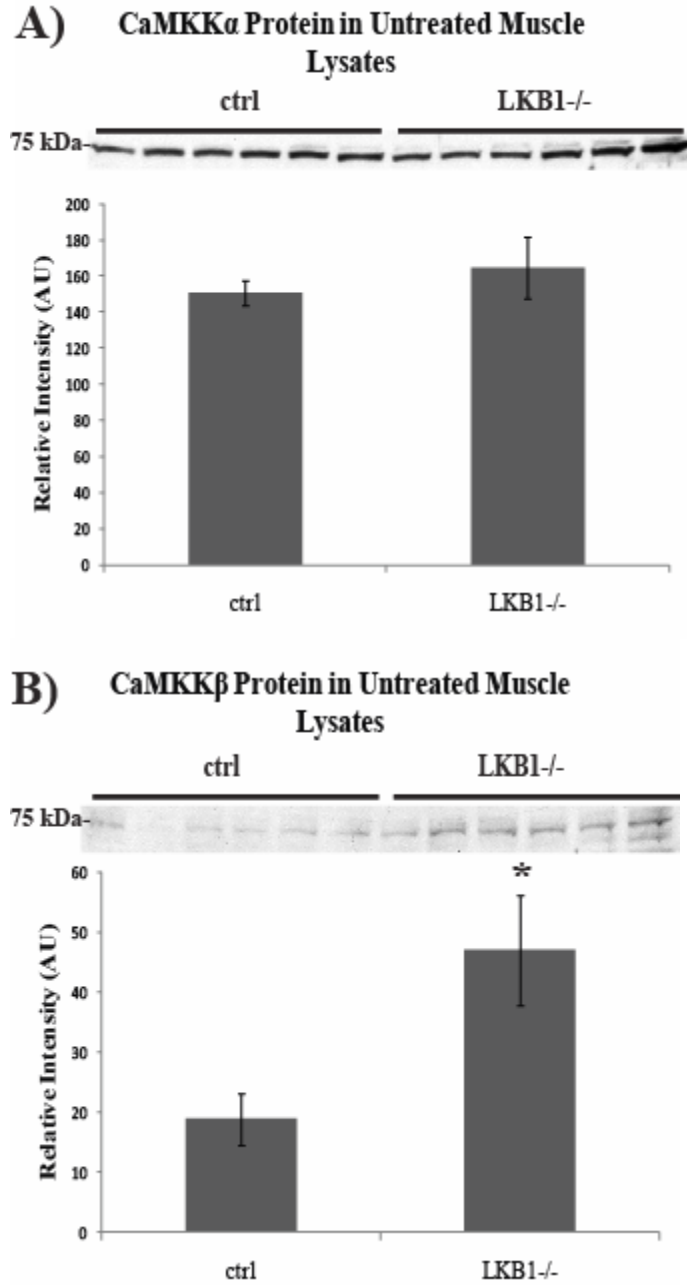 A)
CaMKKα Protein in Untreated Muscle
Lysates
ctrl LKB1-/-
75 kDa-
200
180
160
140
120
100
80
60
40
20
0
Relative Intensity (AU)
ctrl LKB1-/-
B)
CaMKKβ Protein in Untreated Muscle
Lysates
ctrl LKB1-/-
75 kDa-
*
60
50
40
30
20
10
0
Relative Intensity (AU)
ctrl LKB1-/-